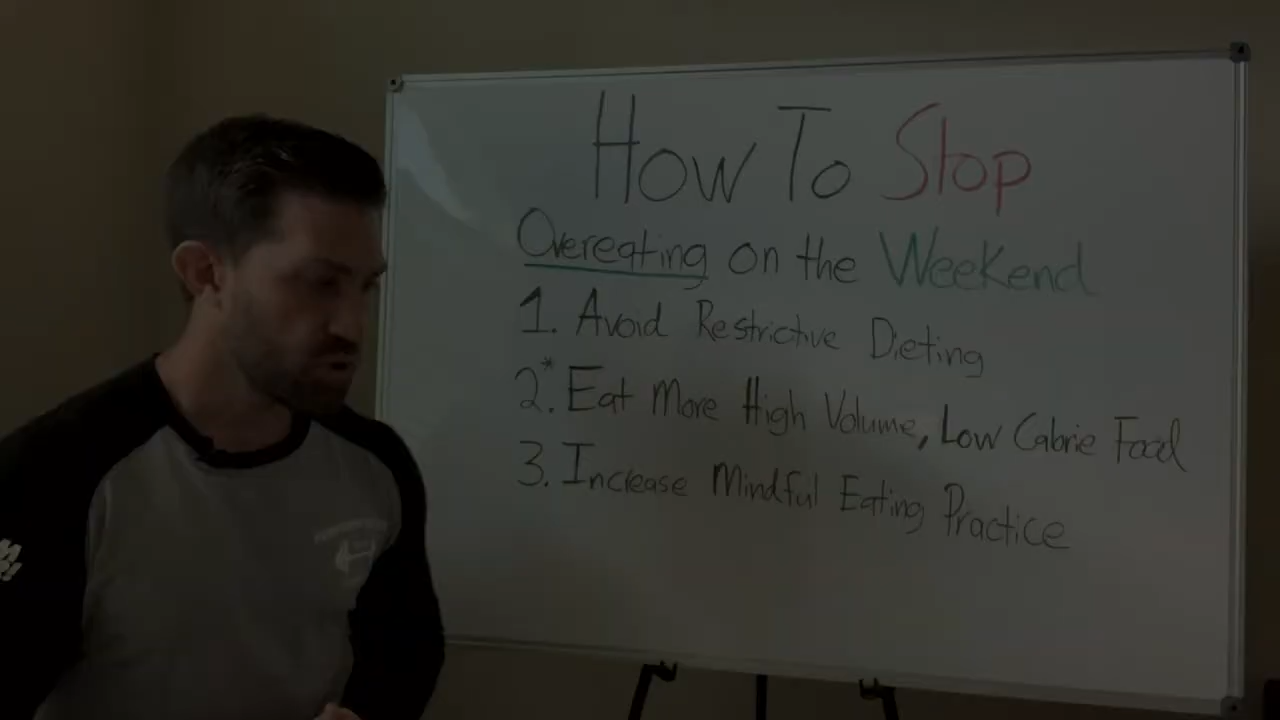 How To Stop
Overeating on the Weekend
1. Avoid Restrictive Dieting
2.* Eat More High Volume, Low Calorie Food
3. Increase Mindful Eating Practice